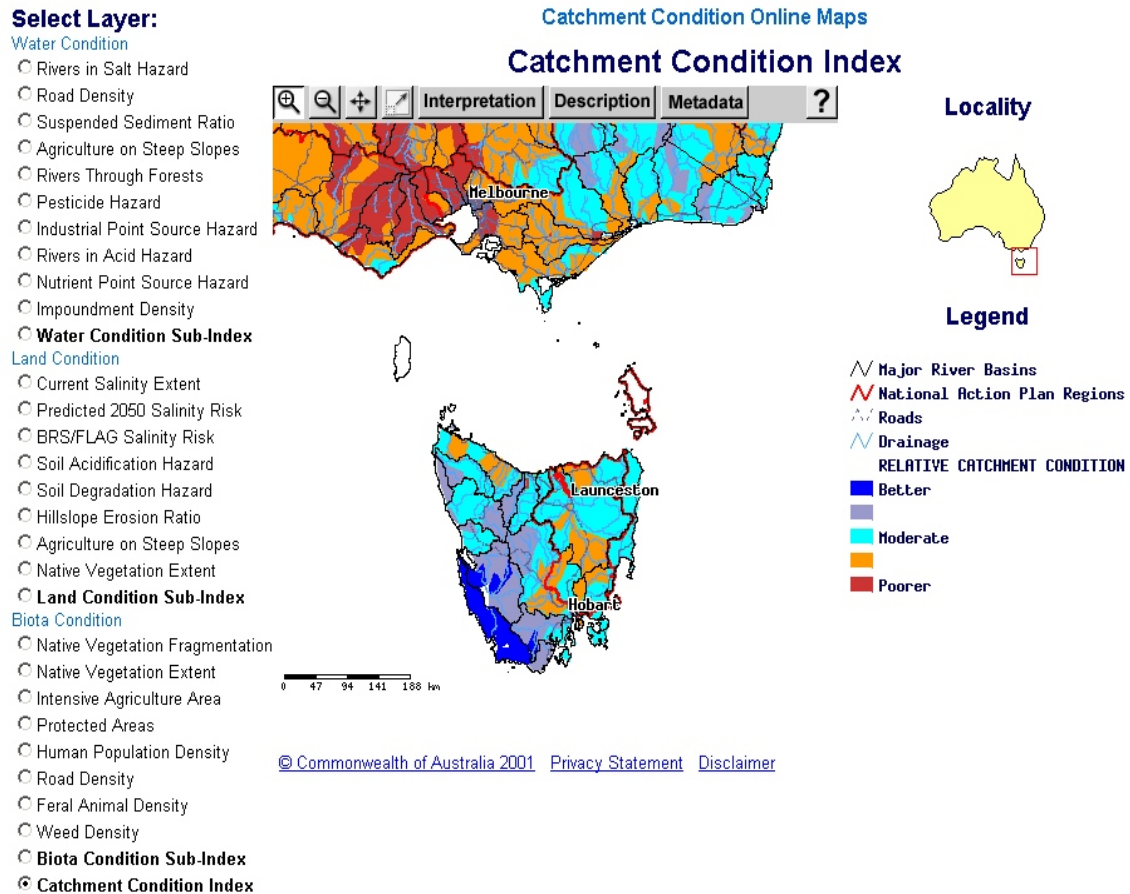 Select Layer:
Water Condition
Rivers in Salt Hazard
Road Density
Suspended Sediment Ratio
Agriculture on Steep Slopes
Rivers Through Forests
Pesticide Hazard
Industrial Point Source Hazard
Rivers in Acid Hazard
Nutrient Point Source Hazard
Impoundment Density
Water Condition Sub-Index
Land Condition
Current Salinity Extent
Predicted 2050 Salinity Risk
BRS/FLAG Salinity Risk
Soil Acidification Hazard
Soil Degradation Hazard
Hillslope Erosion Ratio
Agriculture on Steep Slopes
Native Vegetation Extent
Land Condition Sub-Index
Biota Condition
Native Vegetation Fragmentation
Native Vegetation Extent
Intensive Agriculture Area
Protected Areas
Human Population Density
Road Density
Feral Animal Density
Weed Density
Biota Condition Sub-Index
Catchment Condition Index
Catchment Condition Online Maps
Catchment Condition Index
Interpretation Description Metadata ?
Melbourne
Launceston
Hobart
0 47 94 141 188 km
© Commonwealth of Australia 2001 Privacy Statement Disclaimer
Locality
Legend
Major River Basins
National Action Plan Regions
Roads
Drainage
RELATIVE CATCHMENT CONDITION
Better
Moderate
Poorer